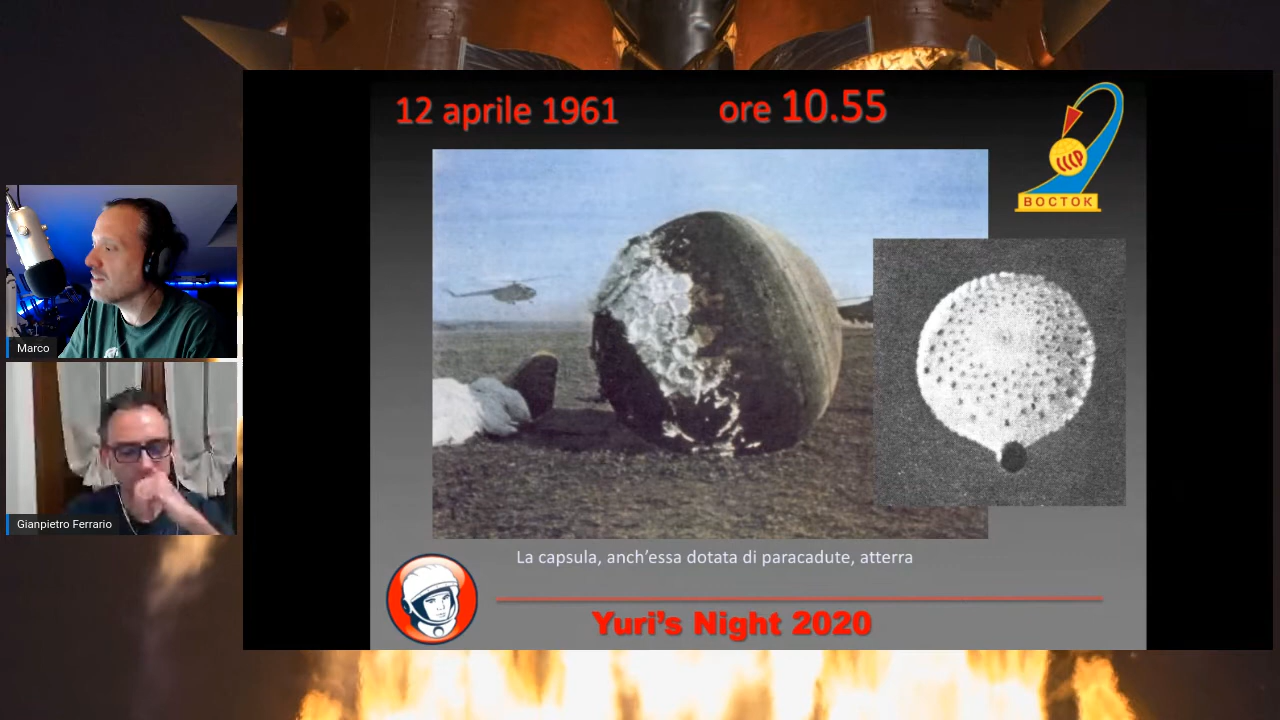 12 aprile 1961 ore 10.55
СССР
ВОСТОК
Marco
Gianpietro Ferrario
La capsula, anch'essa dotata di paracadute, atterra
Yuri's Night 2020